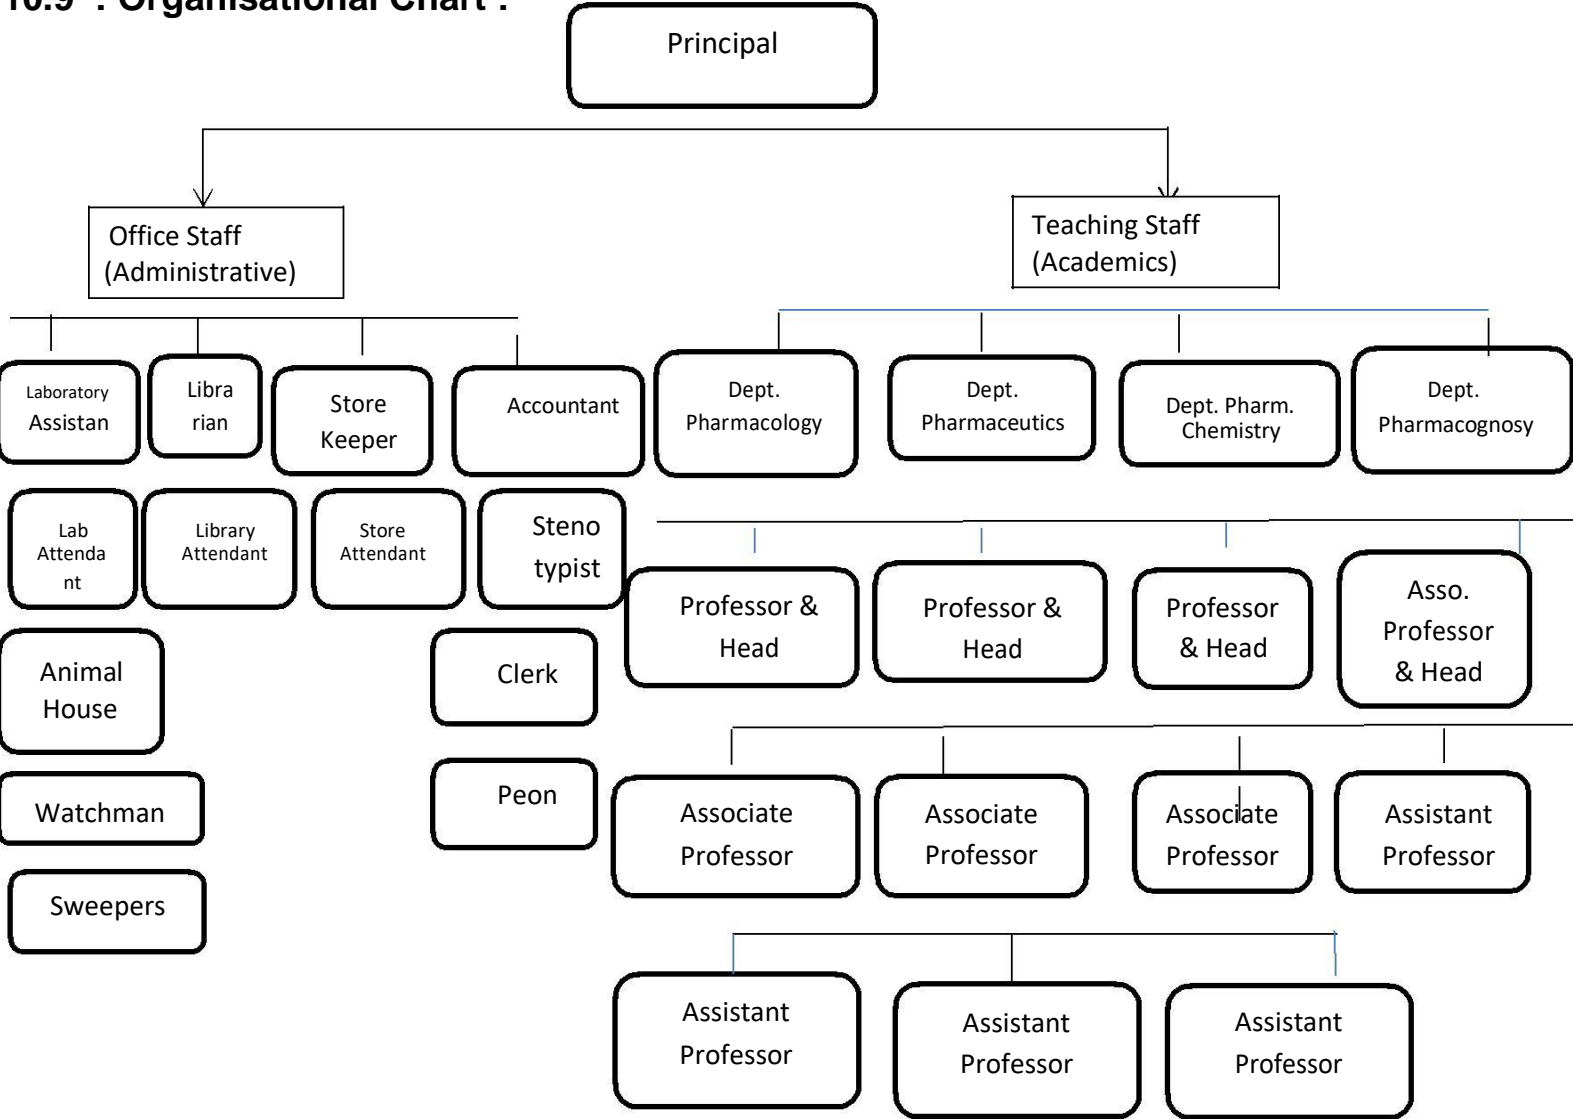 10.9 : Organisational Chart :
Principal
Office Staff
(Administrative)
Teaching Staff
(Academics)
Laboratory
Assistan
Libra
rian
Store
Keeper
Accountant
Dept.
Pharmacology
Dept.
Pharmaceutics
Dept. Pharm.
Chemistry
Dept.
Pharmacognosy
Lab
Attenda
nt
Library
Attendant
Store
Attendant
Steno
typist
Professor &
Head
Professor &
Head
Professor
& Head
Asso.
Professor
& Head
Animal
House
Clerk
Watchman
Peon
Associate
Professor
Associate
Professor
Associate
Professor
Assistant
Professor
Sweepers
Assistant
Professor
Assistant
Professor
Assistant
Professor